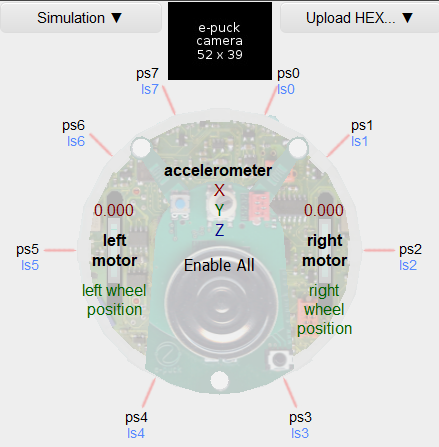 Simulation ▼
e-puck
camera
52 x 39
Upload HEX... ▼
ps7
ls7
ps0
ls0
ps6
ls6
ps1
ls1
accelerometer
X
Y
Z
0.000
left
motor
left wheel
position
Enable All
0.000
right
motor
right
wheel
position
ps5
ls5
ps2
ls2
ps4
ls4
ps3
ls3